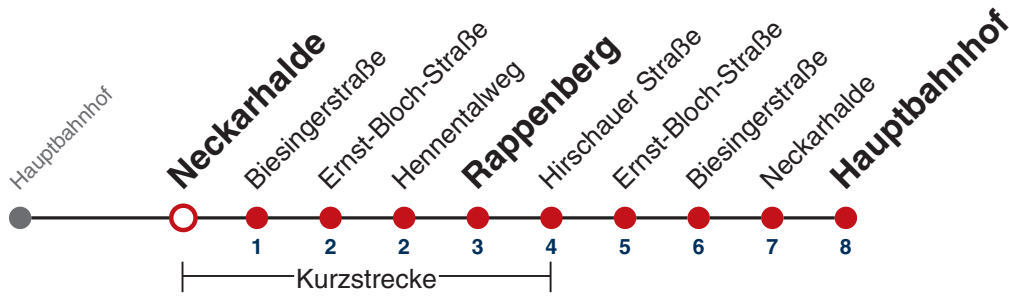 Hauptbahnhof
Neckarhalde
Biesingerstraße
Ernst-Bloch-Straße
Hennentalweg
Rappenberg
Hirschauer Straße
Ernst-Bloch-Straße
Biesingerstraße
Neckarhalde
Hauptbahnhof
1 2 2 3 4 5 6 7 8
Kurzstrecke